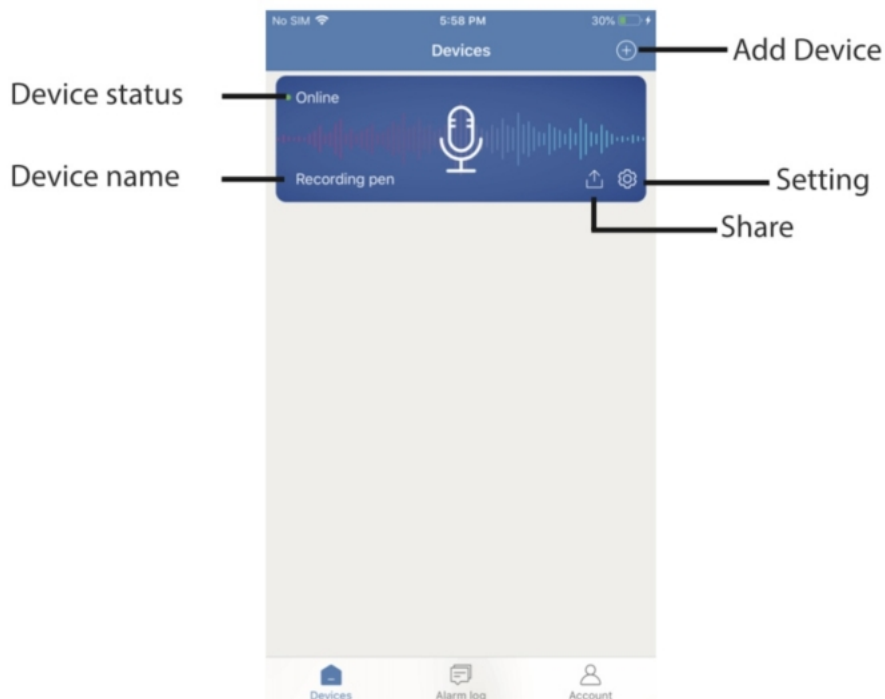 No SIM 5:58 PM 30%
Devices
Add Device
Device status
Online
Device name
Recording pen
Setting
Share
Devices Alarm log Account